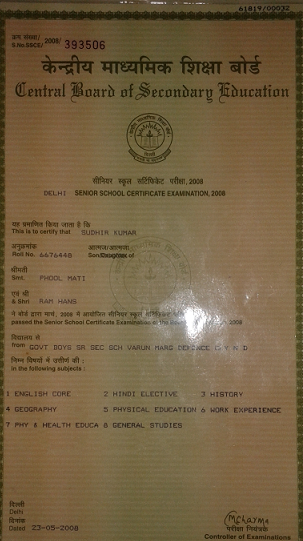 61819/00032
क्रम संख्या/
S.No.SSCE/ 2008/ 393506
केन्द्रीय माध्यमिक शिक्षा बोर्ड
Central Board of Secondary Education
सीनियर स्कूल सर्टिफिकेट परीक्षा, 2008
DELHI SENIOR SCHOOL CERTIFICATE EXAMINATION, 2008
यह प्रमाणित किया जाता है कि
This is to certify that SUDHIR KUMAR
अनुक्रमांक आत्मज/आत्मजा
Roll No. 6676448 Son/Daughter of
श्रीमती
Smt. PHOOL MATI
एवं श्री
& Shri RAM HANS
ने बोर्ड द्वारा मार्च, 2008 में आयोजित सीनियर स्कूल सर्टिफिकेट परीक्षा
passed the Senior School Certificate Examination of the Board 2008
विद्यालय से
from GOVT BOYS SR SEC SCH VARUN MARG DEFENCE C Y N D
निम्न विषयों में उत्तीर्ण की।
in the following subjects:
1 ENGLISH CORE 2 HINDI ELECTIVE 3 HISTORY
4 GEOGRAPHY 5 PHYSICAL EDUCATION 6 WORK EXPERIENCE
7 PHY & HEALTH EDUCA 8 GENERAL STUDIES
दिल्ली
Delhi
दिनांक
Dated 23-05-2008
परीक्षा नियंत्रक
Controller of Examinations